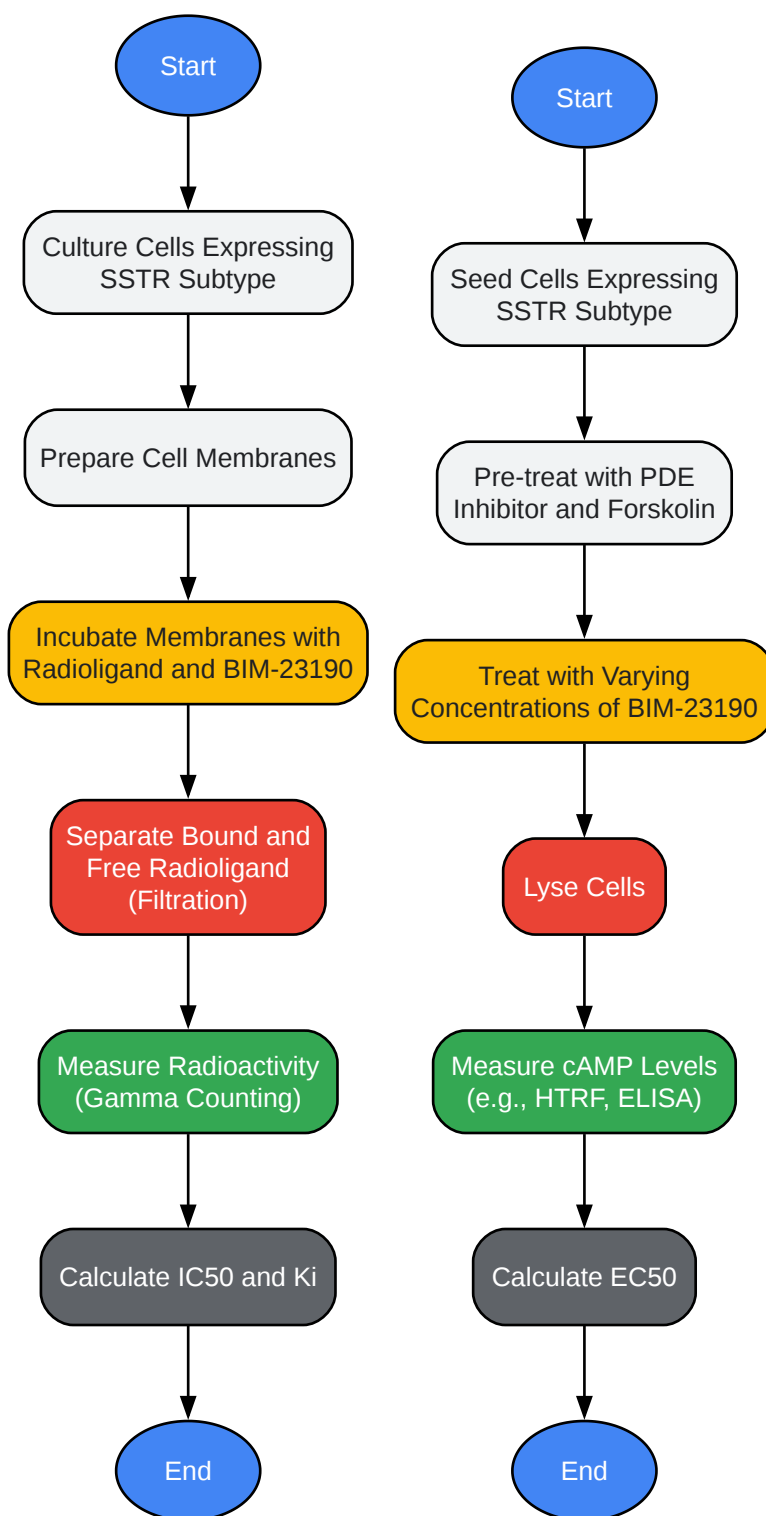 Start
Culture Cells Expressing
SSTR Subtype
Prepare Cell Membranes
Incubate Membranes with
Radioligand and BIM-23190
Separate Bound and
Free Radioligand
(Filtration)
Measure Radioactivity
(Gamma Counting)
Calculate IC50 and Ki
End
Start
Seed Cells Expressing
SSTR Subtype
Pre-treat with PDE
Inhibitor and Forskolin
Treat with Varying
Concentrations of BIM-23190
Lyse Cells
Measure cAMP Levels
(e.g., HTRF, ELISA)
Calculate EC50
End